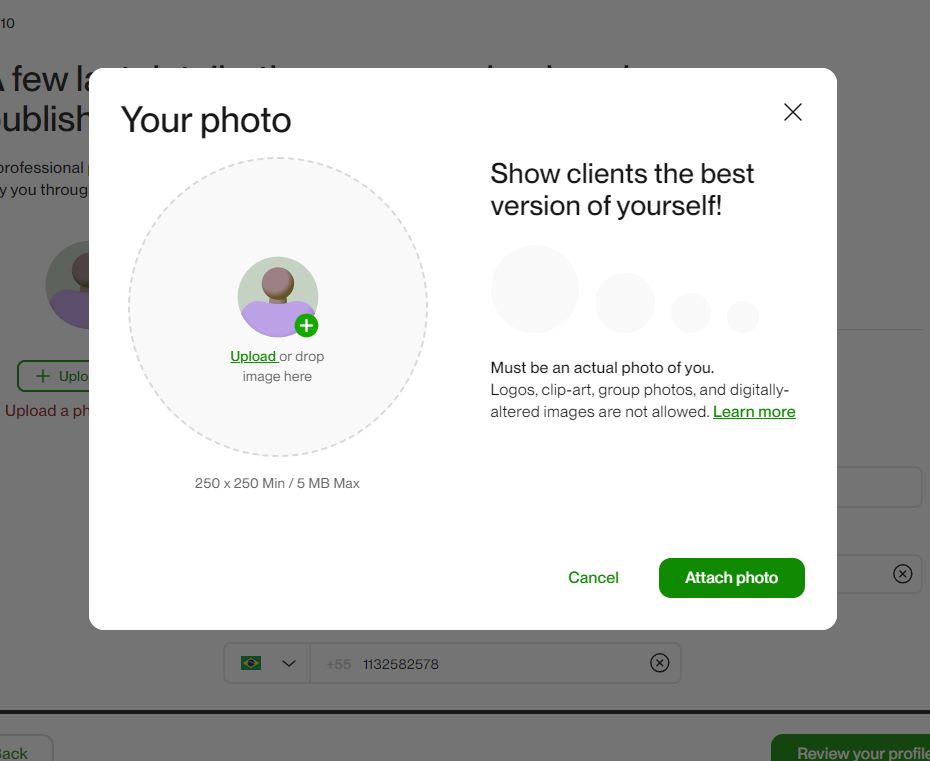 10
A few
publish
Your photo
professional
y you throug
Show clients the best
version of yourself!
Upload or drop
image here
Must be an actual photo of you.
Logos, clip-art, group photos, and digitally-
altered images are not allowed. Learn more
Uplo
Upload a ph
250 x 250 Min / 5 MB Max
Cancel
Attach photo
+55 1132582578
Back
Review your profile